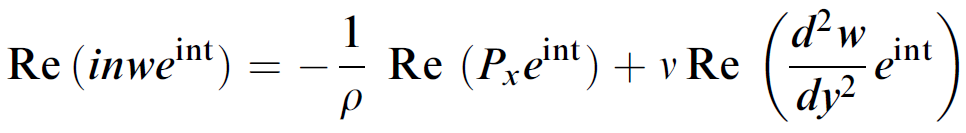 Re (inwe^int) = − 1/ρ Re (P_x e^int) + ν Re (d²w/dy² e^int)